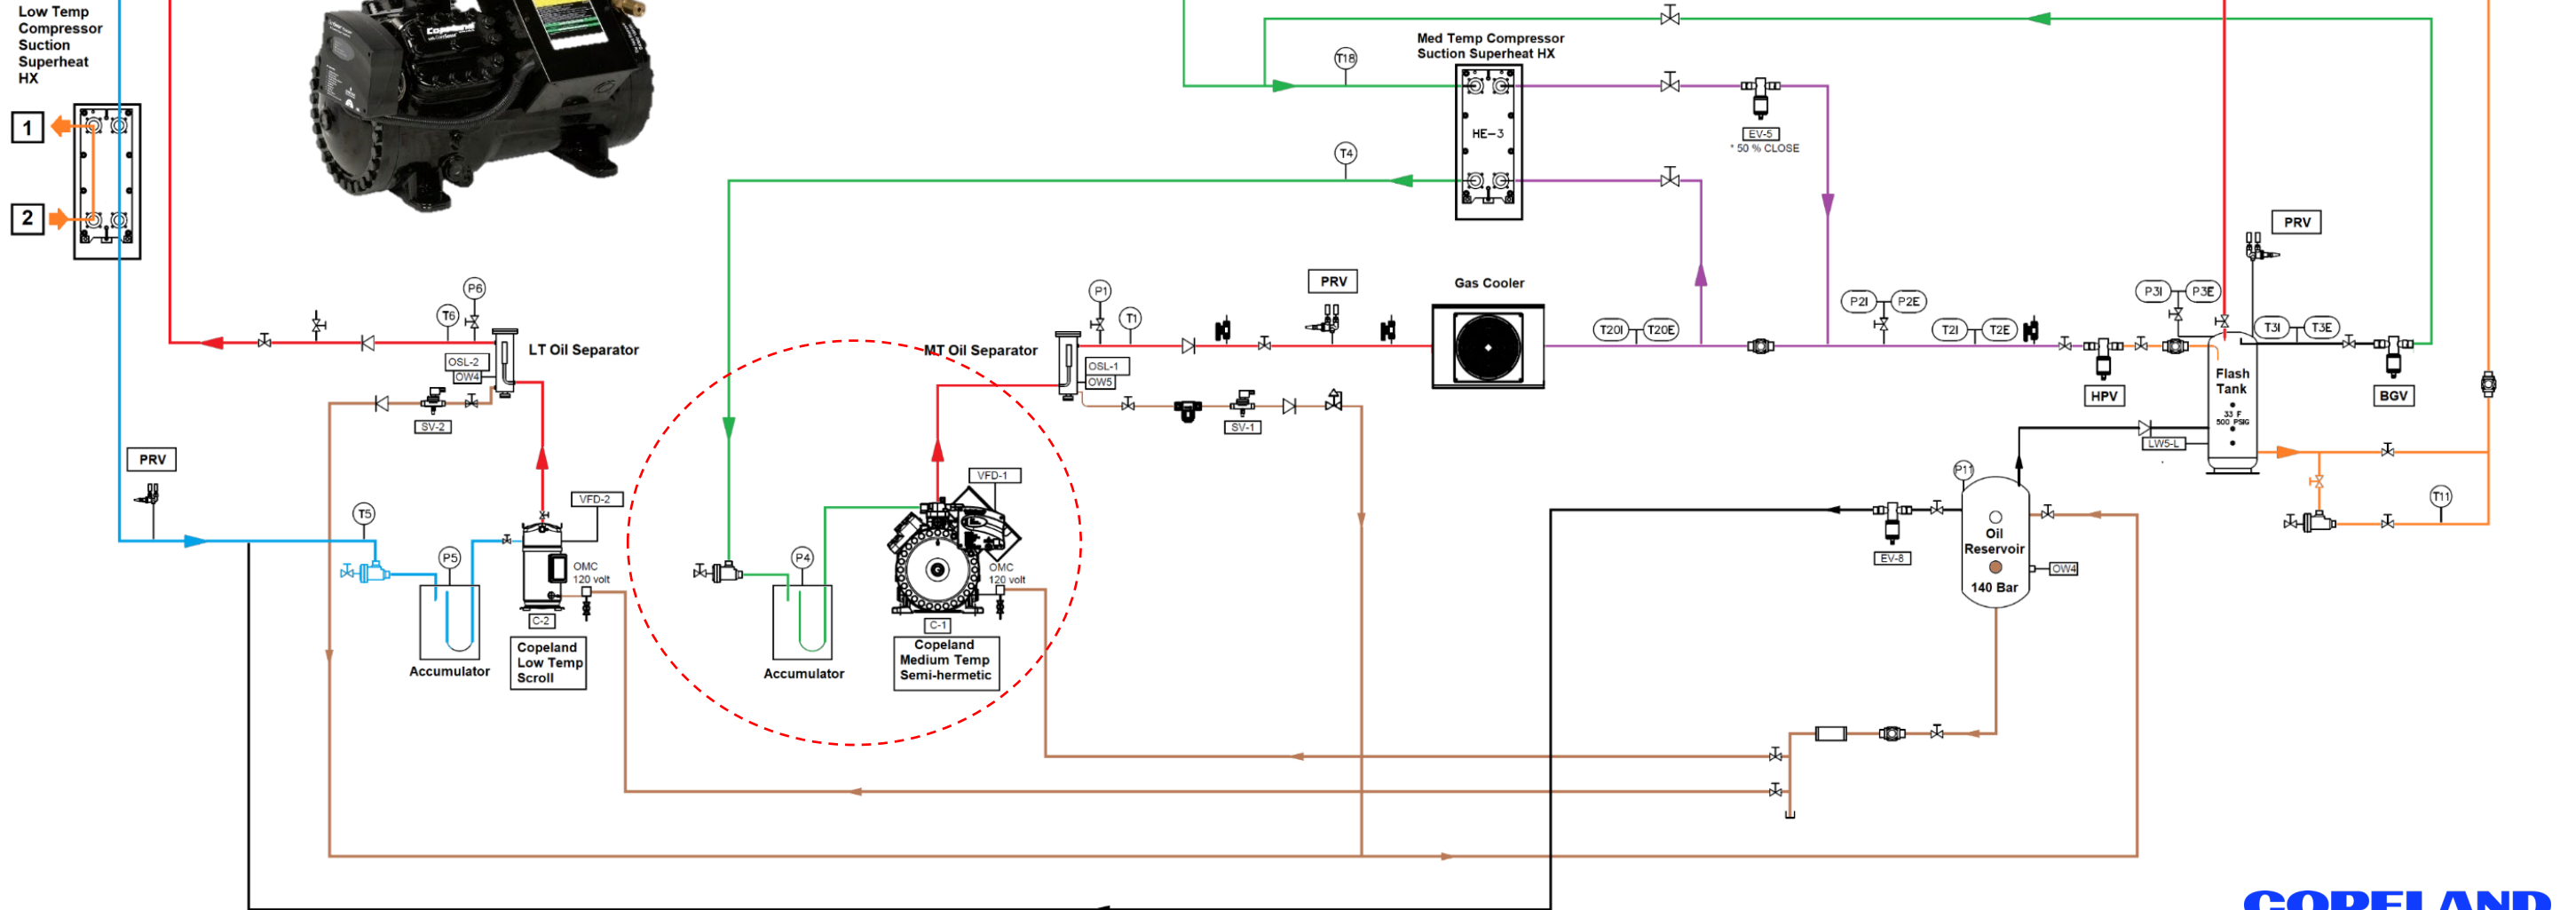 Low Temp
Compressor
Suction
Superheat
HX
1
2
Copeland
Med Temp Compressor
Suction Superheat HX
T18
T4
HE-3
EV-5
* 50 % CLOSE
PRV
P6
T6
LT Oil Separator
OSL-2
OW4
SV-2
PRV
T5
P5
VFD-2
OMC
120 volt
C-2
Accumulator
Copeland
Low Temp
Scroll
MT Oil Separator
P1
T1
OSL-1
OW5
SV-1
PRV
Gas Cooler
T20I
T20E
P2I
P2E
T2I
T2E
HPV
P3I
P3E
T3I
T3E
BGV
Flash
Tank
33 F
500 PSIG
LW5-L
T11
P4
VFD-1
OMC
120 volt
C-1
Accumulator
Copeland
Medium Temp
Semi-hermetic
P11
EV-8
Oil
Reservoir
140 Bar
OW4
COPELAND